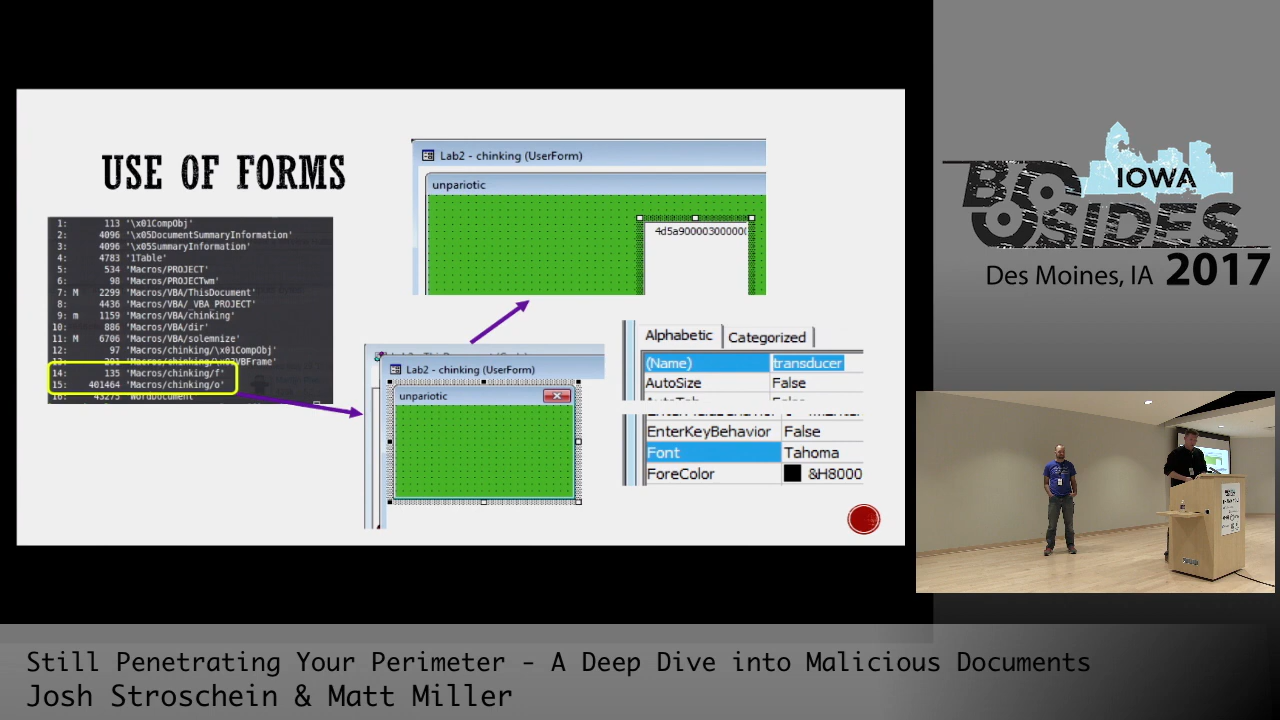 USE OF FORMS
1: 113 '\x01CompObj'
2: 4096 '\x05DocumentSummaryInformation'
3: 4096 '\x05SummaryInformation'
4: 4783 '1Table'
5: 534 'Macros/PROJECT'
6: 98 'Macros/PROJECTwm'
7: M 2299 'Macros/VBA/ThisDocument'
8: 4436 'Macros/VBA/_VBA_PROJECT'
9: m 1159 'Macros/VBA/chinking'
10: 886 'Macros/VBA/dir'
11: M 6706 'Macros/VBA/solemnize'
12: 97 'Macros/chinking/\x01CompObj'
14: 135 'Macros/chinking/f'
15: 401464 'Macros/chinking/o'
16: 43275 'WordDocument'
Lab2 - chinking (UserForm)
unpariotic
4d5a90000300000
Lab2 - chinking (UserForm)
unpariotic
Alphabetic Categorized
(Name) transducer
AutoSize False
EnterKeyBehavior False
Font Tahoma
ForeColor &H8000
BSIDES
IOWA
Des Moines, IA 2017
Still Penetrating Your Perimeter - A Deep Dive into Malicious Documents
Josh Stroschein & Matt Miller